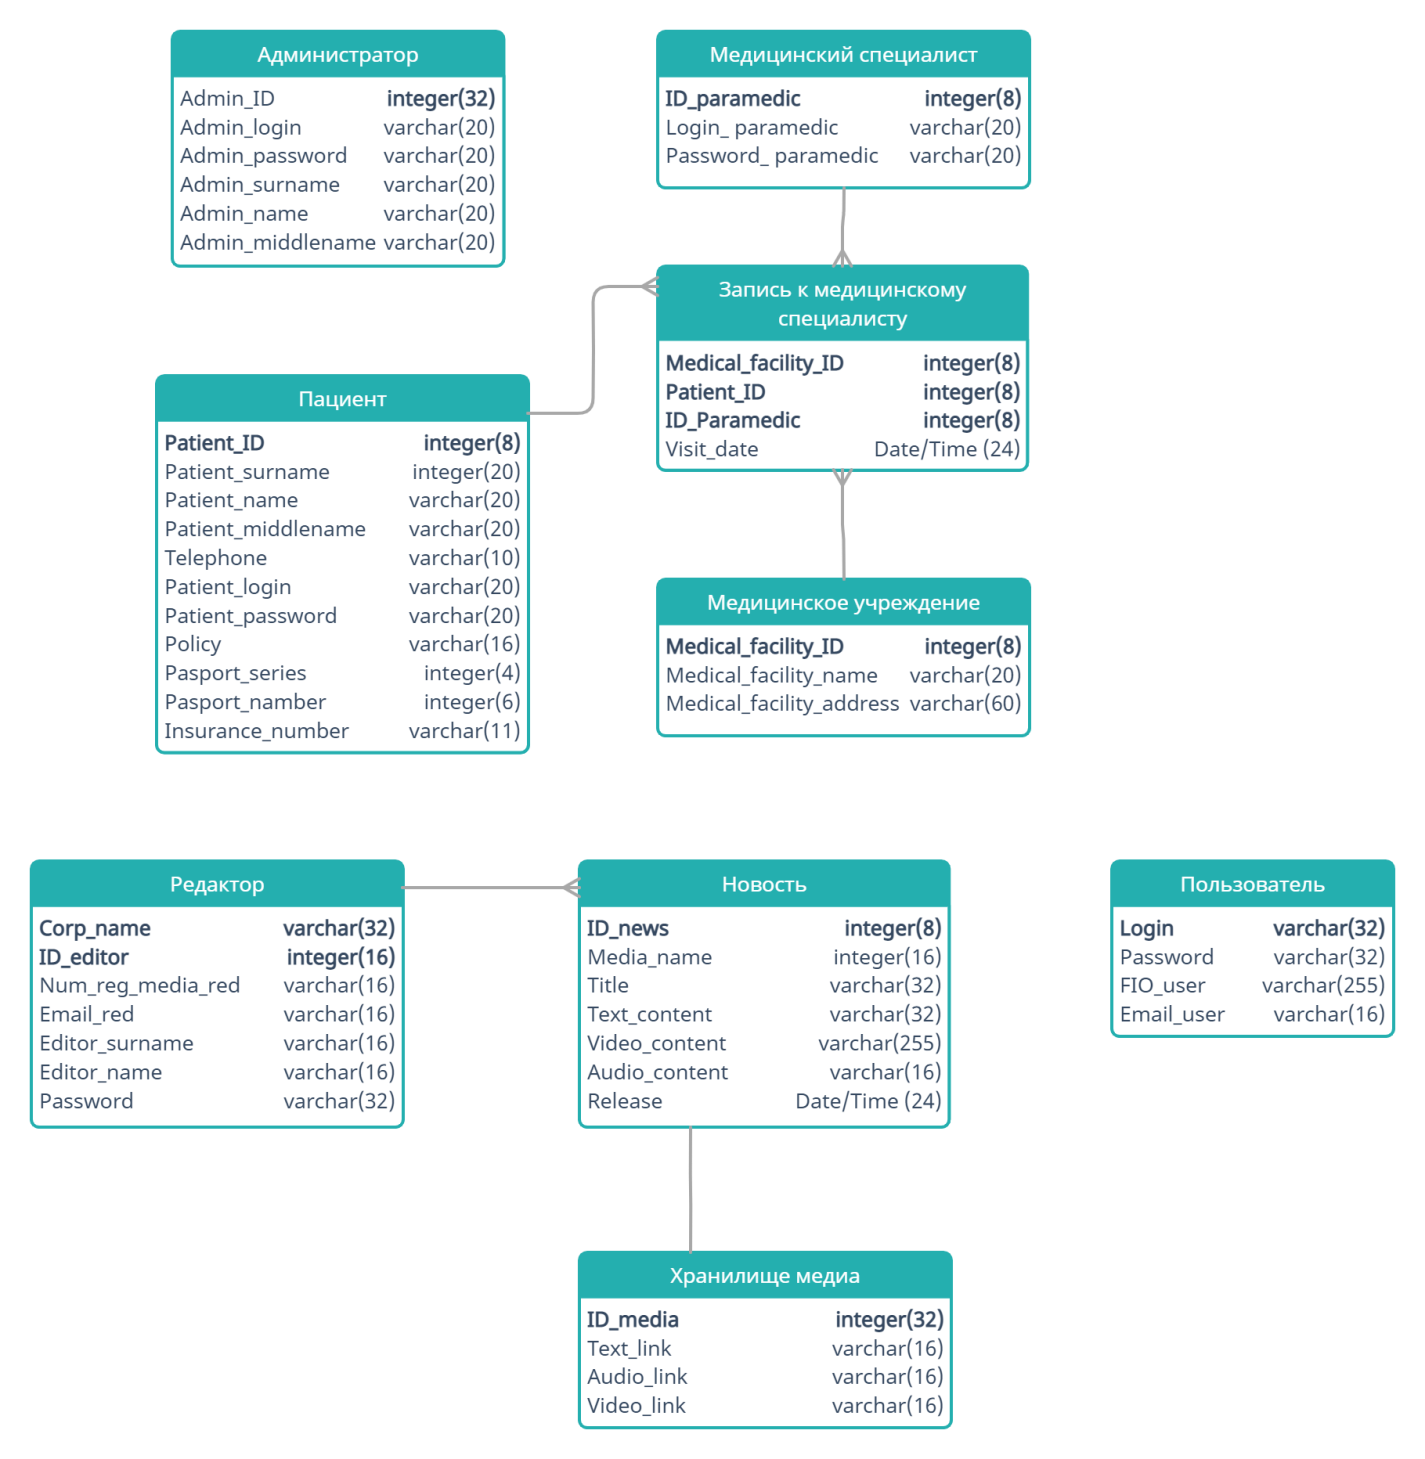 Администратор
Admin_ID integer(32)
Admin_login varchar(20)
Admin_password varchar(20)
Admin_surname varchar(20)
Admin_name varchar(20)
Admin_middlename varchar(20)
Медицинский специалист
ID_paramedic integer(8)
Login_ paramedic varchar(20)
Password_ paramedic varchar(20)
Запись к медицинскому
специалисту
Medical_facility_ID integer(8)
Patient_ID integer(8)
ID_Paramedic integer(8)
Visit_date Date/Time (24)
Пациент
Patient_ID integer(8)
Patient_surname integer(20)
Patient_name varchar(20)
Patient_middlename varchar(20)
Telephone varchar(10)
Patient_login varchar(20)
Patient_password varchar(20)
Policy varchar(16)
Pasport_series integer(4)
Pasport_namber integer(6)
Insurance_number varchar(11)
Медицинское учреждение
Medical_facility_ID integer(8)
Medical_facility_name varchar(20)
Medical_facility_address varchar(60)
Редактор
Corp_name varchar(32)
ID_editor integer(16)
Num_reg_media_red varchar(16)
Email_red varchar(16)
Editor_surname varchar(16)
Editor_name varchar(16)
Password varchar(32)
Новость
ID_news integer(8)
Media_name integer(16)
Title varchar(32)
Text_content varchar(32)
Video_content varchar(255)
Audio_content varchar(16)
Release Date/Time (24)
Пользователь
Login varchar(32)
Password varchar(32)
FIO_user varchar(255)
Email_user varchar(16)
Хранилище медиа
ID_media integer(32)
Text_link varchar(16)
Audio_link varchar(16)
Video_link varchar(16)